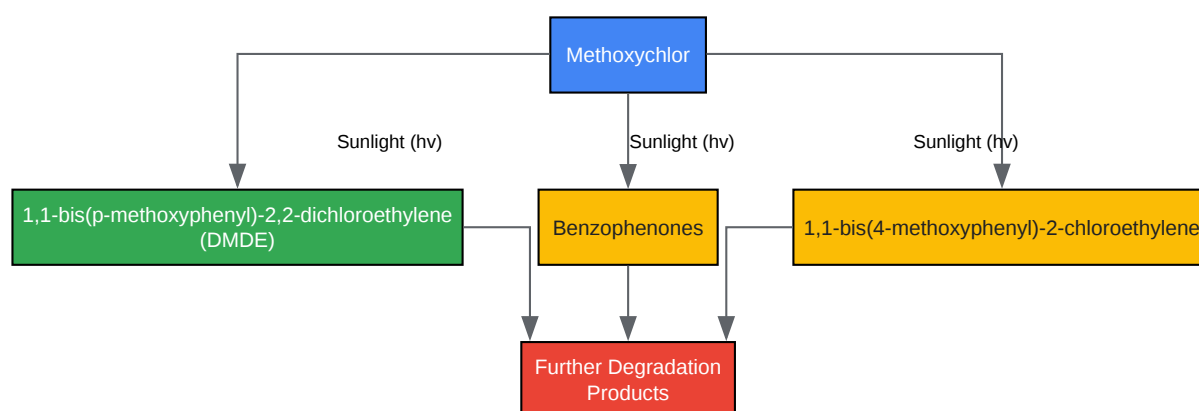 Methoxychlor
Sunlight (hv)
Sunlight (hv)
Sunlight (hv)
1,1-bis(p-methoxyphenyl)-2,2-dichloroethylene
(DMDE)
Benzophenones
1,1-bis(4-methoxyphenyl)-2-chloroethylene
Further Degradation
Products